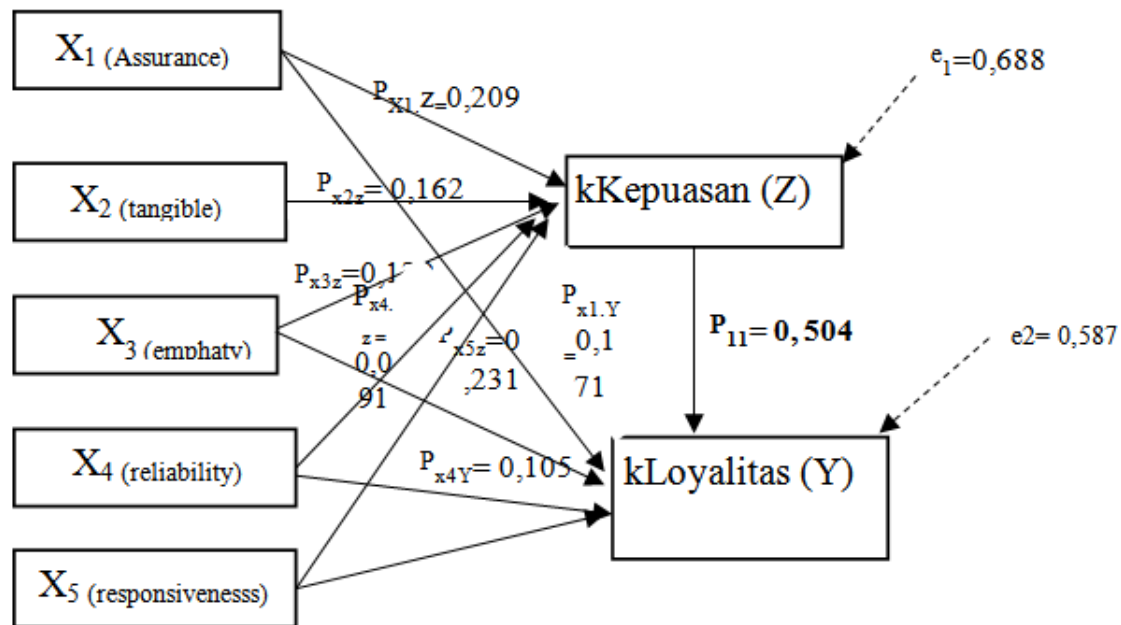 X1 (Assurance)
e1=0,688
PX1.z=0,209
kKepuasan (Z)
X2 (tangible)
Px2z= 0,162
Px3z=0,1
Px4.
z=
0,0
91
Px5z=0
,231
Px1.Y
=0,1
71
P11= 0,504
e2= 0,587
X3 (emphaty)
X4 (reliability)
Px4Y= 0,105
kLoyalitas (Y)
X5 (responsivenesss)